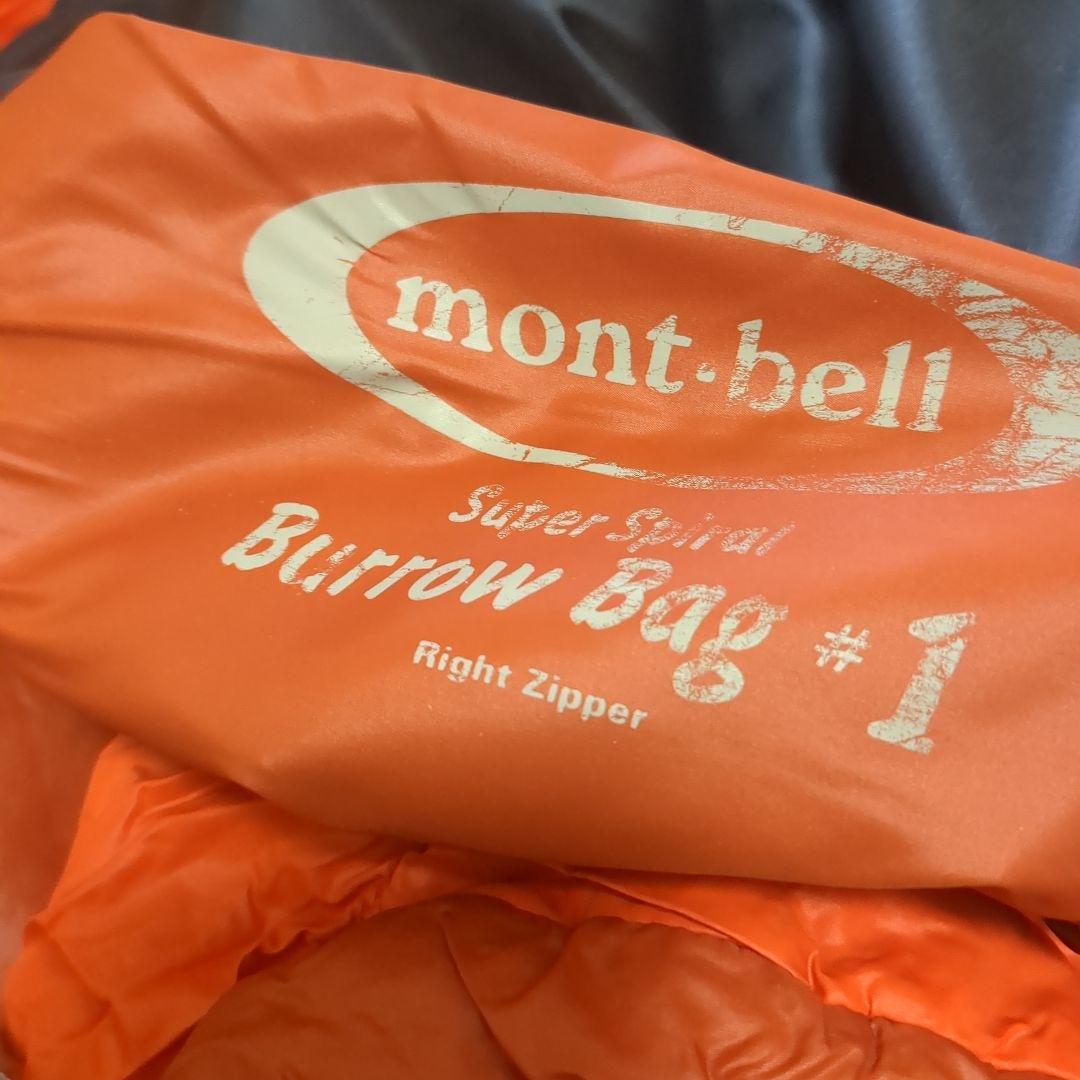 mont·bell
Super Spiral
Burrow Bag #1
Right Zipper